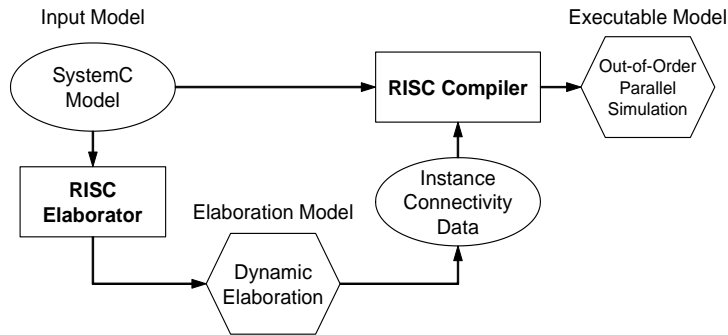 Input Model
Executable Model
SystemC
Model
RISC Compiler
Out-of-Order
Parallel
Simulation
RISC
Elaborator
Elaboration Model
Instance
Connectivity
Data
Dynamic
Elaboration